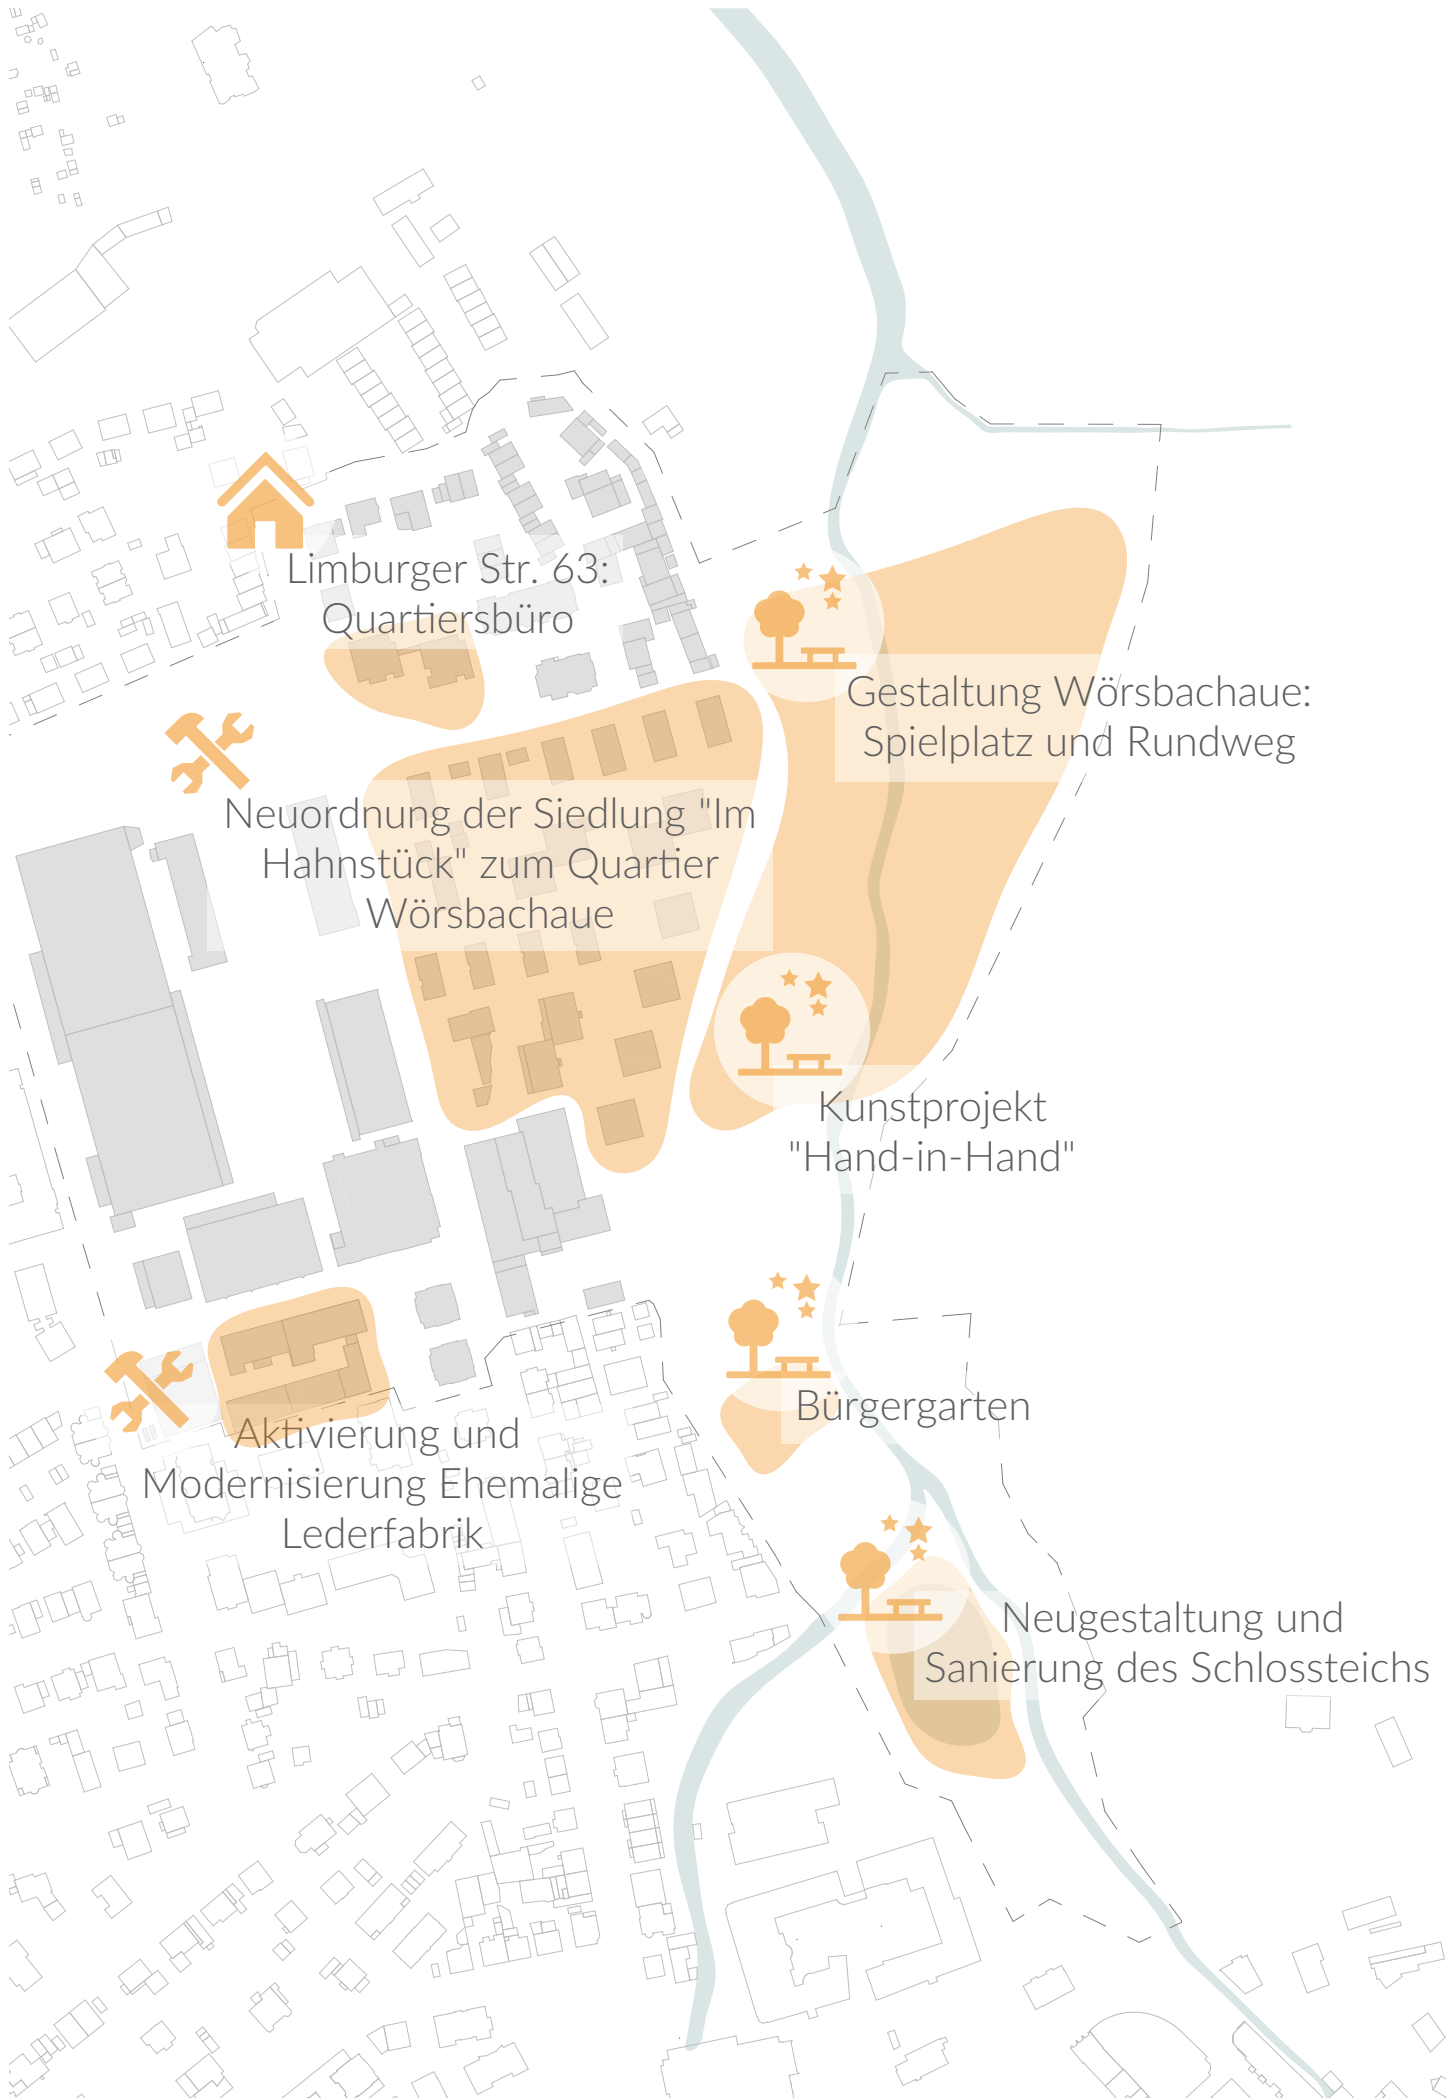 Limburger Str. 63:
Quartiersbüro
Gestaltung Wörsbachaue:
Spielplatz und Rundweg
Neuordnung der Siedlung "Im
Hahnstück" zum Quartier
Wörsbachaue
Kunstprojekt
"Hand-in-Hand"
Bürgergarten
Aktivierung und
Modernisierung Ehemalige
Lederfabrik
Neugestaltung und
Sanierung des Schlossteichs